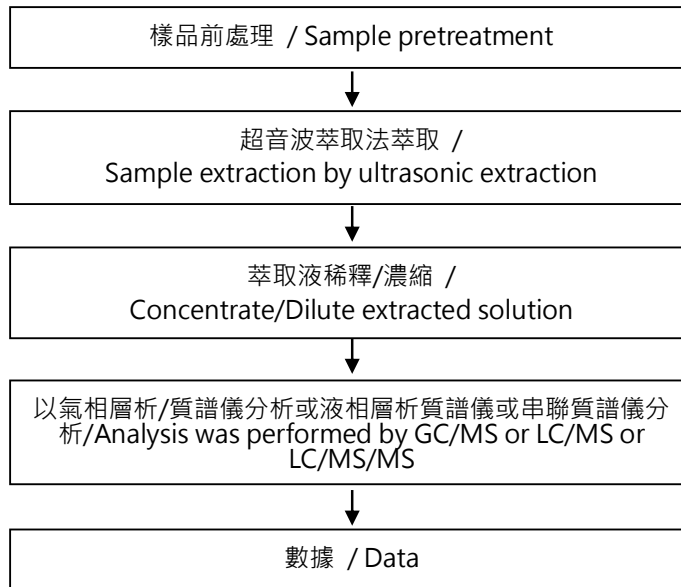 樣品前處理 / Sample pretreatment
超音波萃取法萃取 /
Sample extraction by ultrasonic extraction
萃取液稀釋/濃縮 /
Concentrate/Dilute extracted solution
以氣相層析/質譜儀分析或液相層析質譜儀或串聯質譜儀分
析/Analysis was performed by GC/MS or LC/MS or
LC/MS/MS
數據 / Data